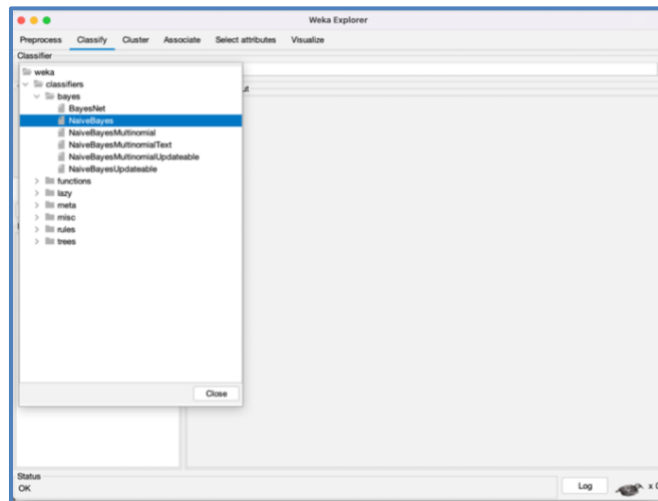 Weka Explorer
Preprocess Classify Cluster Associate Select attributes Visualize
Classifier
weka
classifiers
bayes
BayesNet
NaiveBayes
NaiveBayesMultinomial
NaiveBayesMultinomialText
NaiveBayesMultinomialUpdateable
NaiveBayesUpdateable
functions
lazy
meta
misc
rules
trees
Close
Status
OK
Log